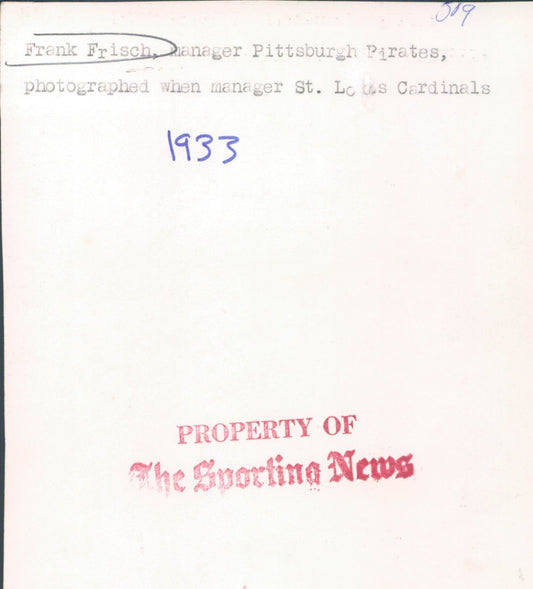 509
Frank Frisch, manager Pittsburgh Pirates,
photographed when manager St. Louis Cardinals
1933
PROPERTY OF
The Sporting News